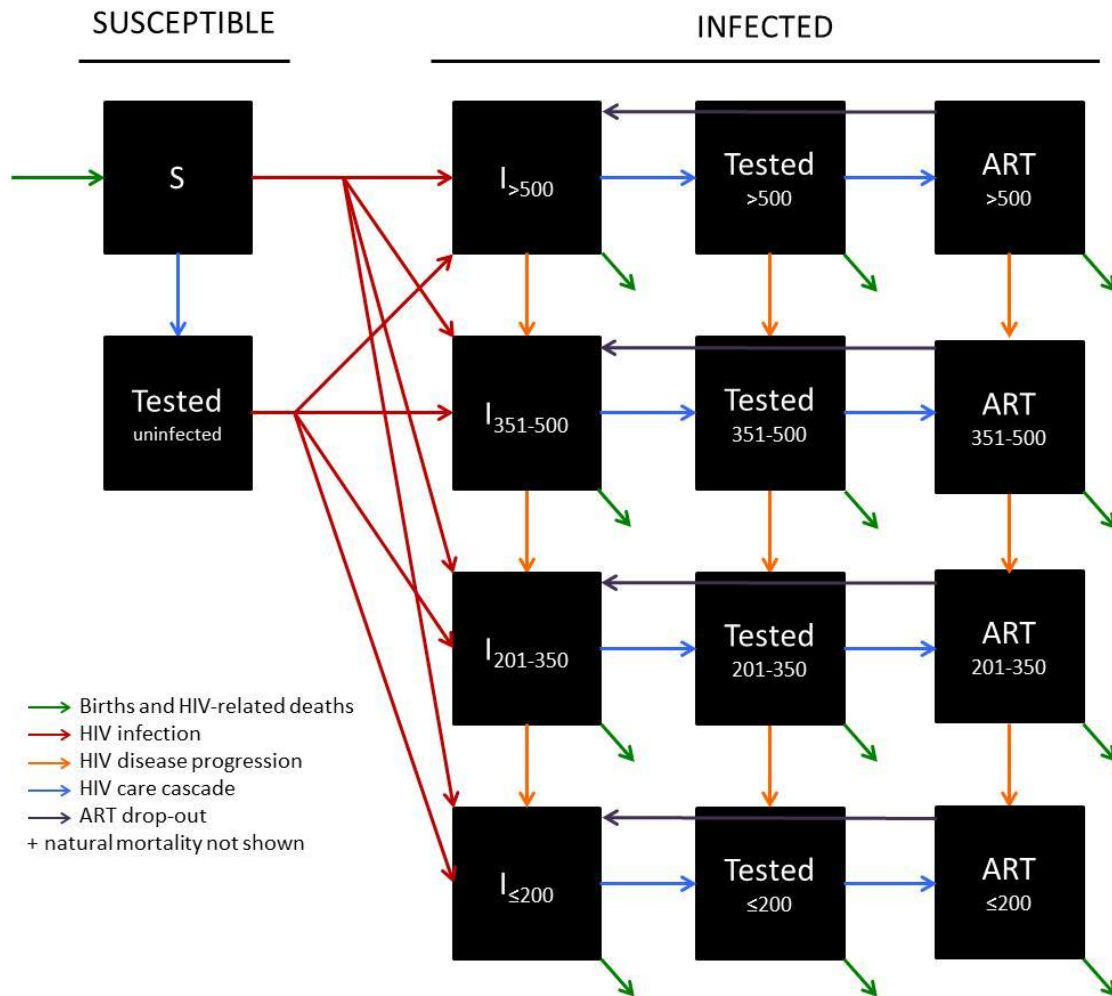 SUSCEPTIBLE
INFECTED
S
I>500
Tested
>500
ART
>500
Tested
uninfected
I351-500
Tested
351-500
ART
351-500
I201-350
Tested
201-350
ART
201-350
Births and HIV-related deaths
HIV infection
HIV disease progression
HIV care cascade
ART drop-out
+ natural mortality not shown
I≤200
Tested
≤200
ART
≤200